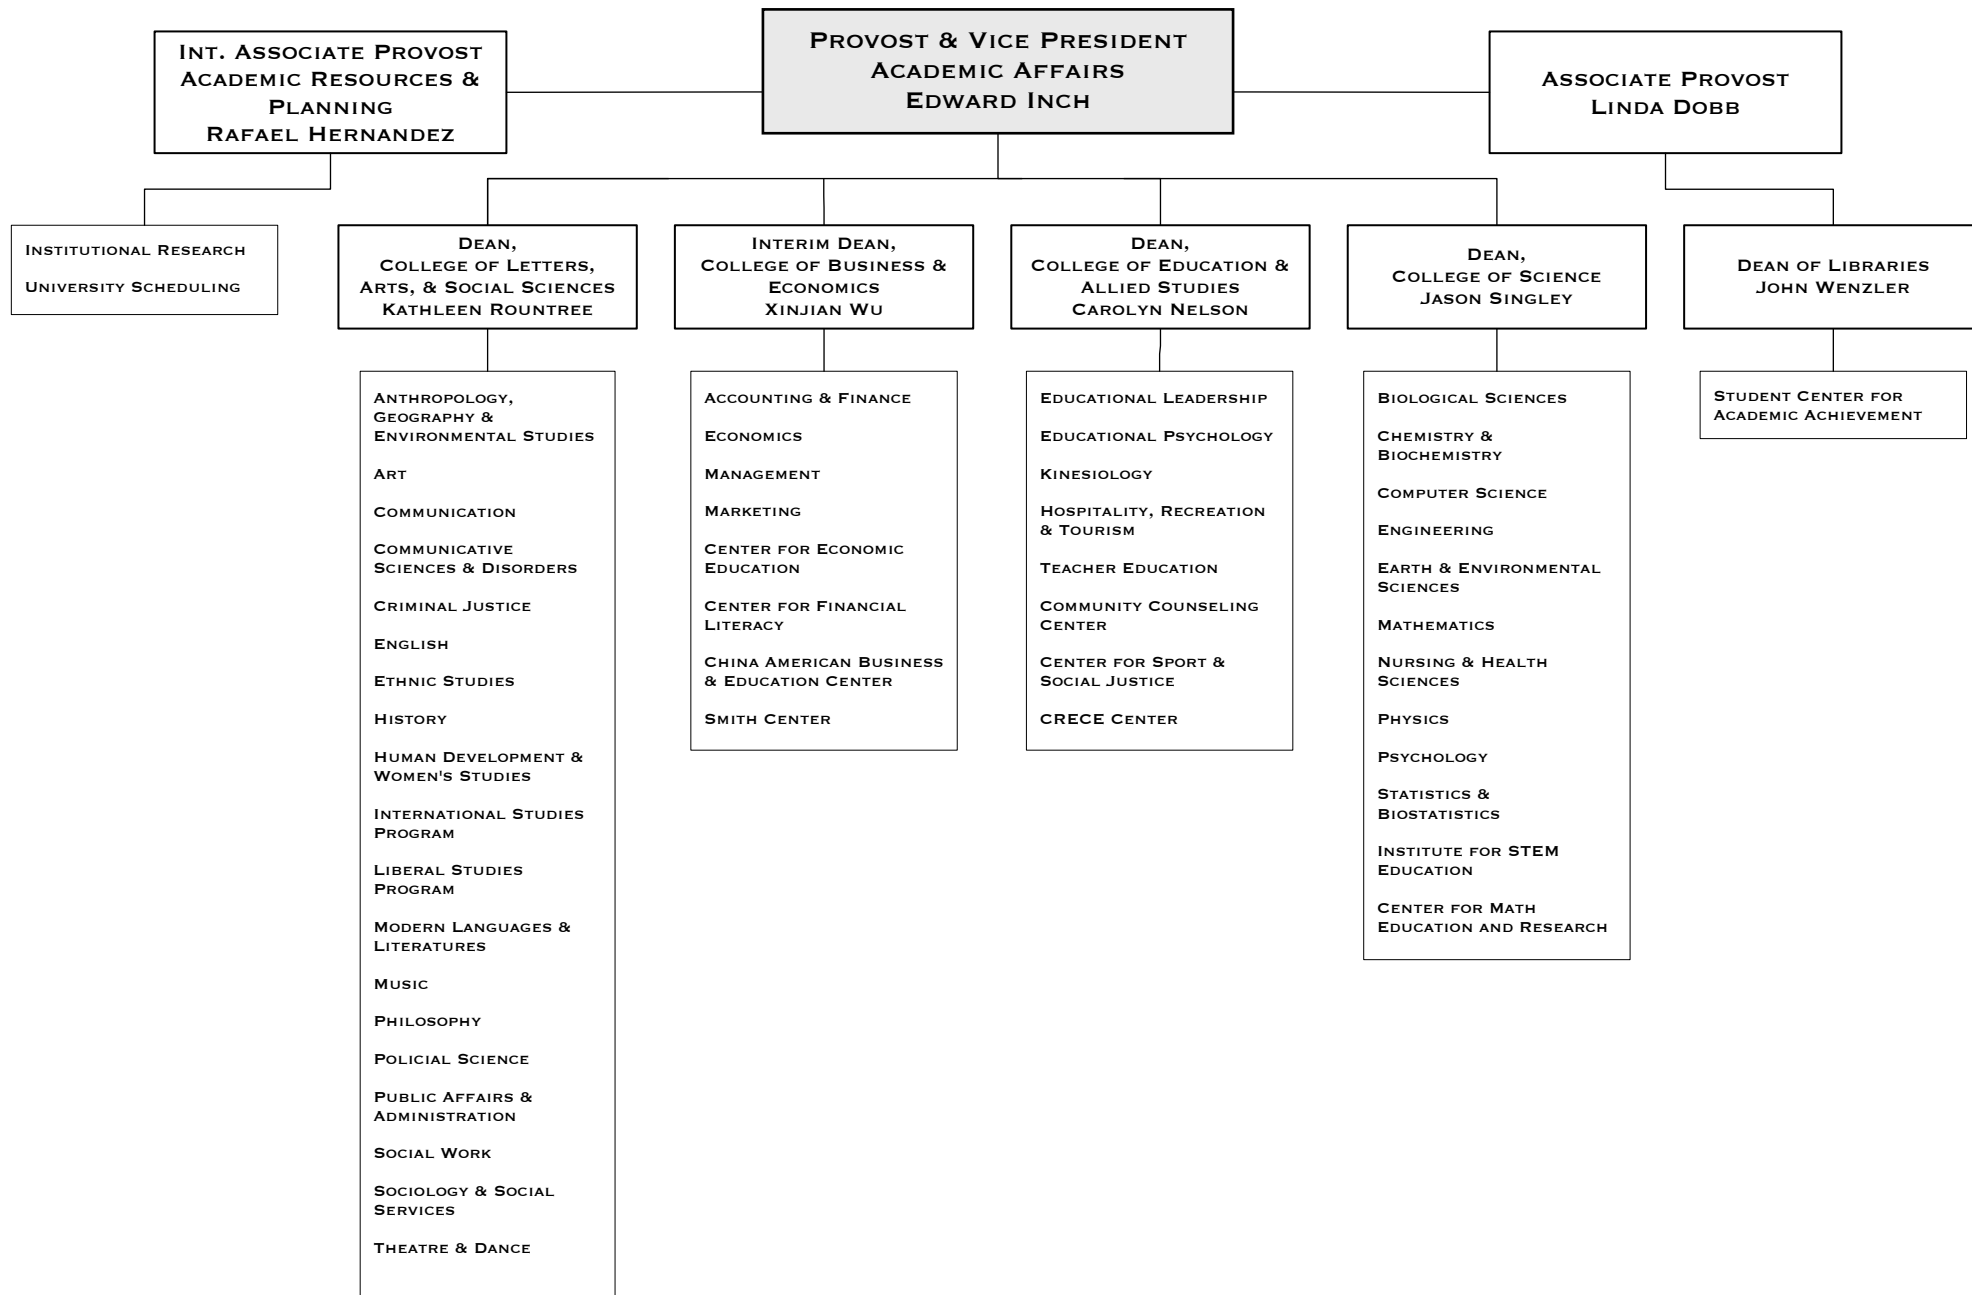 Int. Associate Provost
Academic Resources &
Planning
Rafael Hernandez
Provost & Vice President
Academic Affairs
Edward Inch
Associate Provost
Linda Dobb
Institutional Research
University Scheduling
Dean,
College of Letters,
Arts, & Social Sciences
Kathleen Rountree
Interim Dean,
College of Business &
Economics
Xinjian Wu
Dean,
College of Education &
Allied Studies
Carolyn Nelson
Dean,
College of Science
Jason Singley
Dean of Libraries
John Wenzler
Anthropology,
Geography &
Environmental Studies
Art
Communication
Communicative
Sciences & Disorders
Criminal Justice
English
Ethnic Studies
History
Human Development &
Women's Studies
International Studies
Program
Liberal Studies
Program
Modern Languages &
Literatures
Music
Philosophy
Policial Science
Public Affairs &
Administration
Social Work
Sociology & Social
Services
Theatre & Dance
Accounting & Finance
Economics
Management
Marketing
Center for Economic
Education
Center for Financial
Literacy
China American Business
& Education Center
Smith Center
Educational Leadership
Educational Psychology
Kinesiology
Hospitality, Recreation
& Tourism
Teacher Education
Community Counseling
Center
Center for Sport &
Social Justice
CRECE Center
Biological Sciences
Chemistry &
Biochemistry
Computer Science
Engineering
Earth & Environmental
Sciences
Mathematics
Nursing & Health
Sciences
Physics
Psychology
Statistics &
Biostatistics
Institute for STEM
Education
Center for Math
Education and Research
Student Center for
Academic Achievement